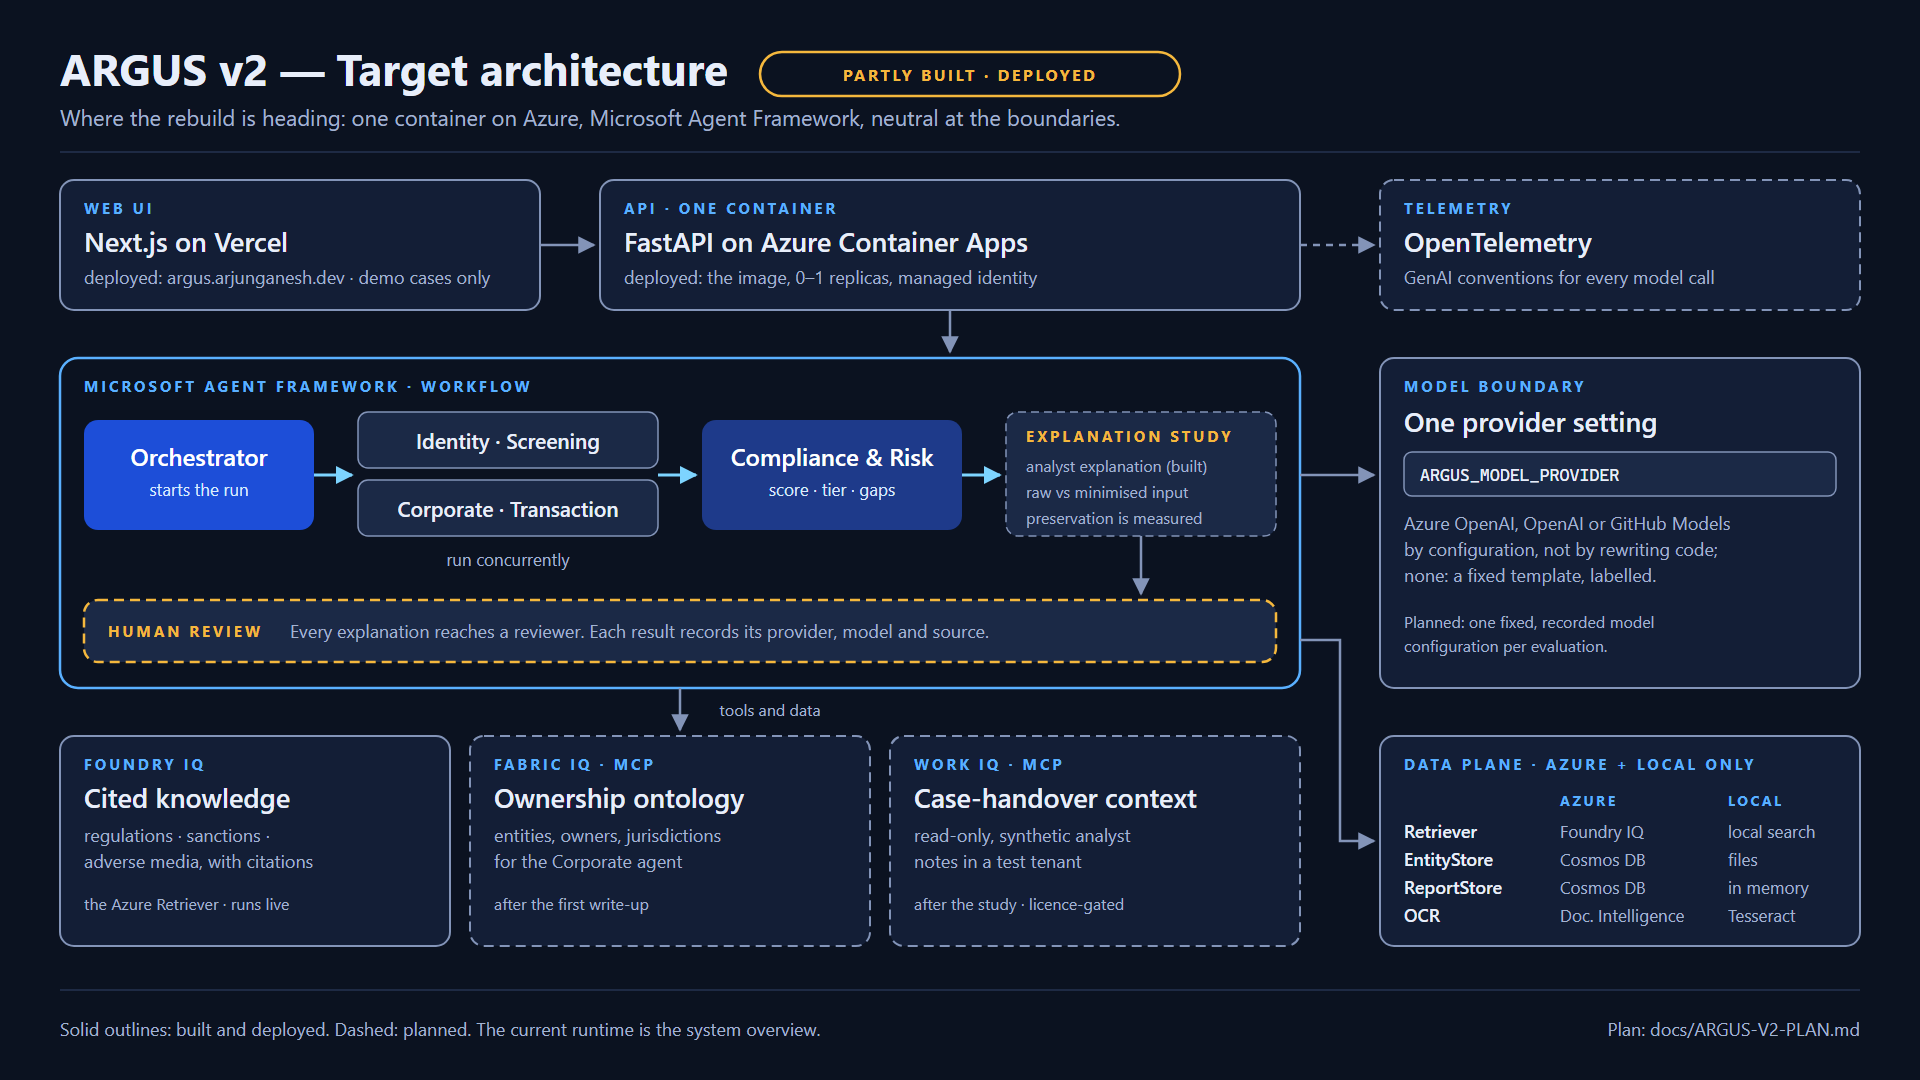 ARGUS v2 — Target architecture
PARTLY BUILT · DEPLOYED
Where the rebuild is heading: one container on Azure, Microsoft Agent Framework, neutral at the boundaries.
WEB UI
Next.js on Vercel
deployed: argus.arjunganesh.dev · demo cases only
API · ONE CONTAINER
FastAPI on Azure Container Apps
deployed: the image, 0–1 replicas, managed identity
TELEMETRY
OpenTelemetry
GenAI conventions for every model call
MICROSOFT AGENT FRAMEWORK · WORKFLOW
Orchestrator
starts the run
Identity · Screening
Corporate · Transaction
run concurrently
Compliance & Risk
score · tier · gaps
EXPLANATION STUDY
analyst explanation (built)
raw vs minimised input
preservation is measured
HUMAN REVIEW
Every explanation reaches a reviewer. Each result records its provider, model and source.
MODEL BOUNDARY
One provider setting
ARGUS_MODEL_PROVIDER
Azure OpenAI, OpenAI or GitHub Models
by configuration, not by rewriting code;
none: a fixed template, labelled.
Planned: one fixed, recorded model
configuration per evaluation.
tools and data
FOUNDRY IQ
Cited knowledge
regulations · sanctions ·
adverse media, with citations
the Azure Retriever · runs live
FABRIC IQ · MCP
Ownership ontology
entities, owners, jurisdictions
for the Corporate agent
after the first write-up
WORK IQ · MCP
Case-handover context
read-only, synthetic analyst
notes in a test tenant
after the study · licence-gated
DATA PLANE · AZURE + LOCAL ONLY
AZURE LOCAL
Retriever Foundry IQ local search
EntityStore Cosmos DB files
ReportStore Cosmos DB in memory
OCR Doc. Intelligence Tesseract
Solid outlines: built and deployed. Dashed: planned. The current runtime is the system overview.
Plan: docs/ARGUS-V2-PLAN.md